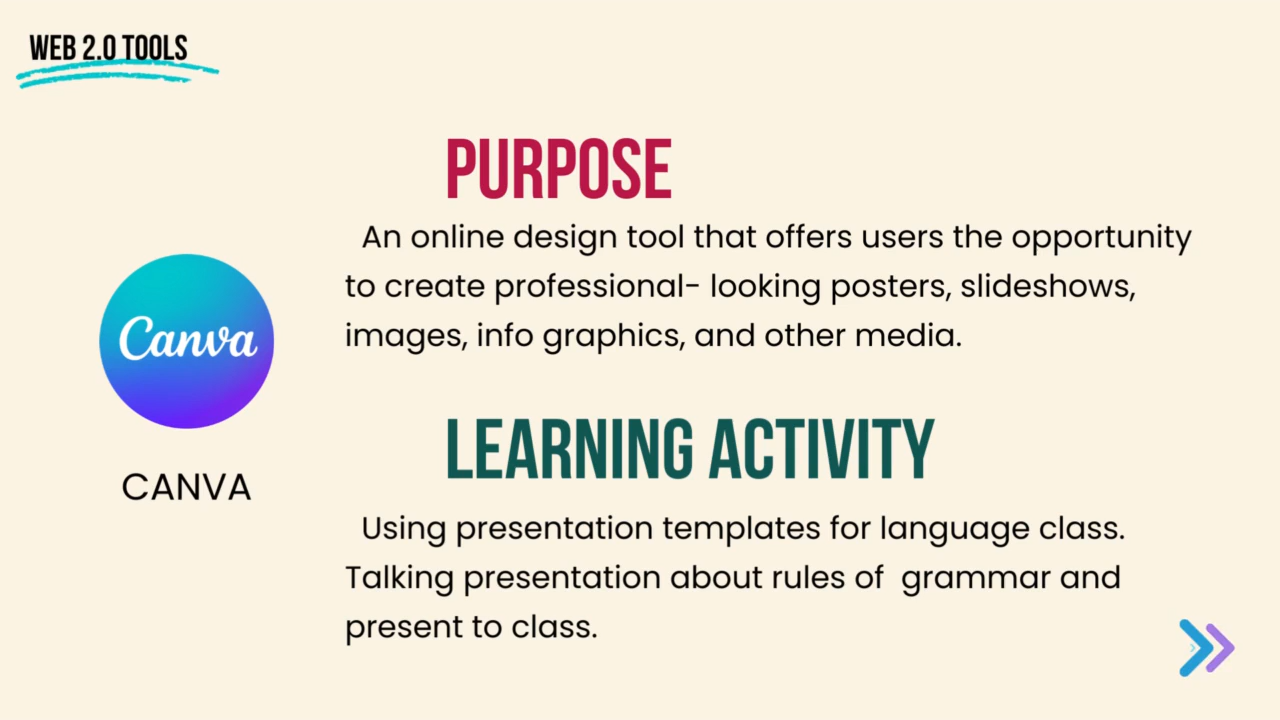 WEB 2.0 TOOLS
PURPOSE
An online design tool that offers users the opportunity
to create professional- looking posters, slideshows,
images, info graphics, and other media.
Canva
CANVA
LEARNING ACTIVITY
Using presentation templates for language class.
Talking presentation about rules of  grammar and
present to class.